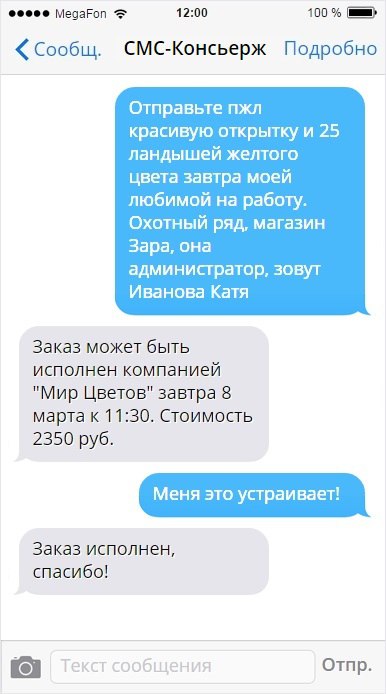 MegaFon 12:00 100 %
Сообщ. СМС-Консьерж Подробно
Отправьте пжл
красивую открытку и 25
ландышей желтого
цвета завтра моей
любимой на работу.
Охотный ряд, магазин
Зара, она
администратор, зовут
Иванова Катя
Заказ может быть
исполнен компанией
"Мир Цветов" завтра 8
марта к 11:30. Стоимость
2350 руб.
Меня это устраивает!
Заказ исполнен,
спасибо!
Текст сообщения Отпр.